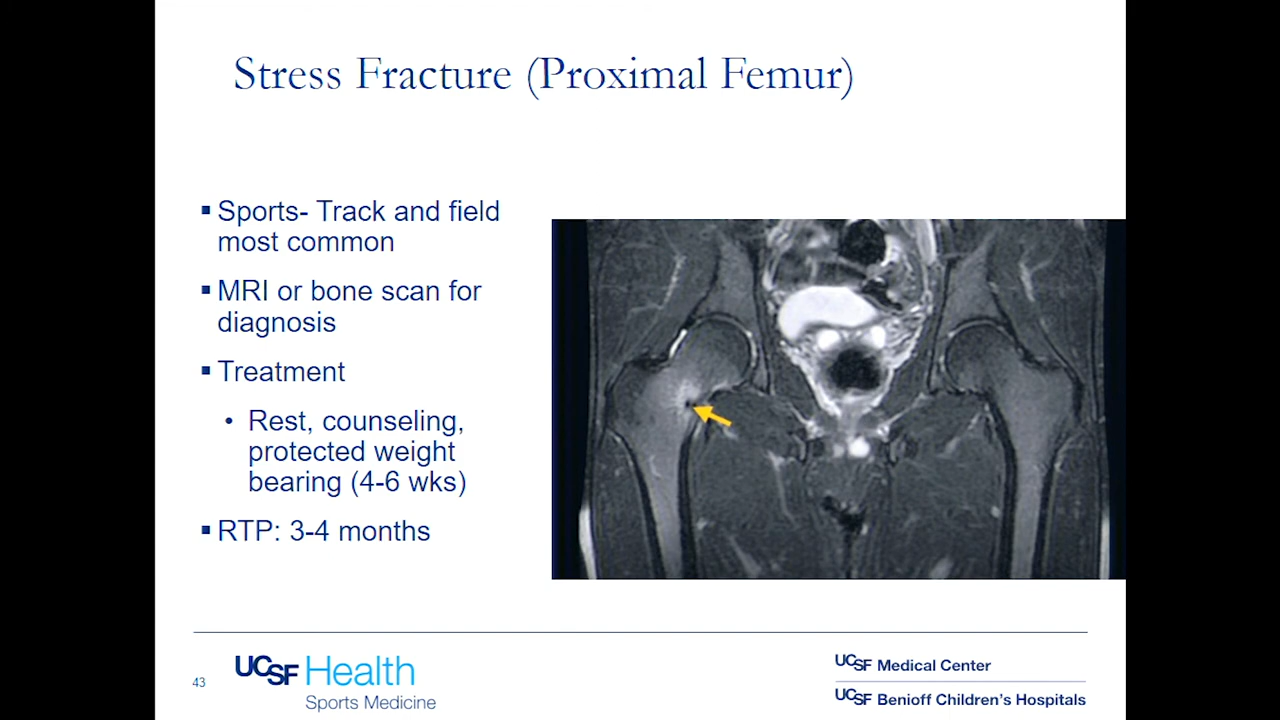 Stress Fracture (Proximal Femur)
▪ Sports- Track and field
most common
▪ MRI or bone scan for
diagnosis
▪ Treatment
• Rest, counseling,
protected weight
bearing (4-6 wks)
▪ RTP: 3-4 months
43
UCSF Health
Sports Medicine
UCSF Medical Center
UCSF Benioff Children's Hospitals